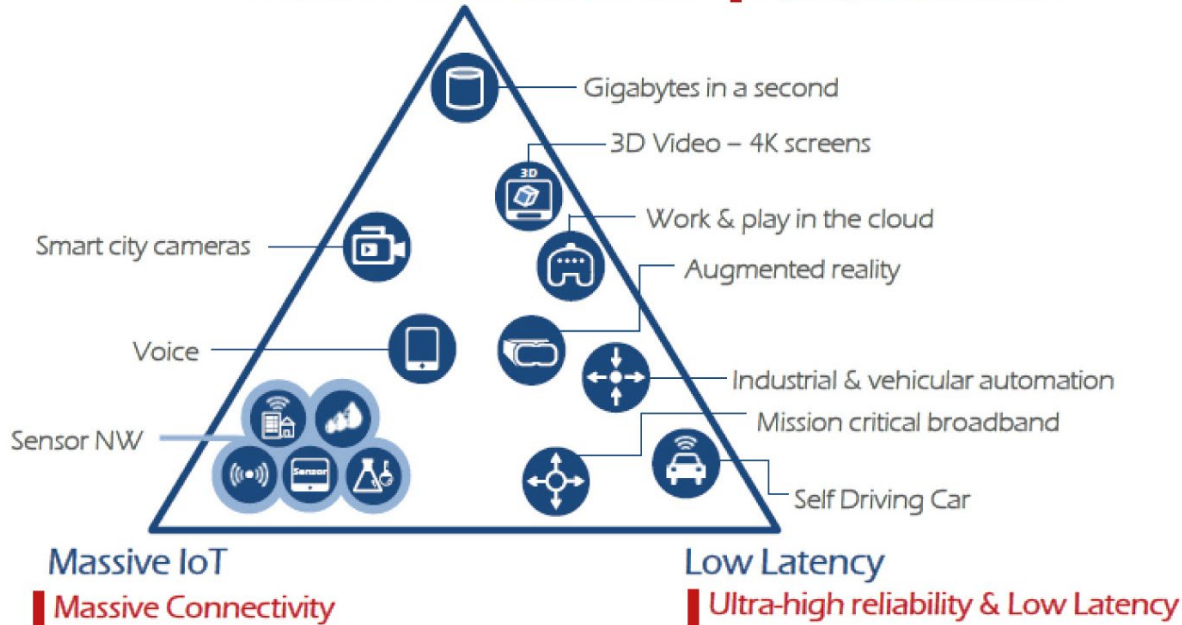 Gigabytes in a second
3D Video – 4K screens
3D
Work & play in the cloud
Smart city cameras
Augmented reality
Voice
Industrial & vehicular automation
Mission critical broadband
Sensor NW
Sensor
Self Driving Car
Massive IoT
Low Latency
Massive Connectivity
Ultra-high reliability & Low Latency